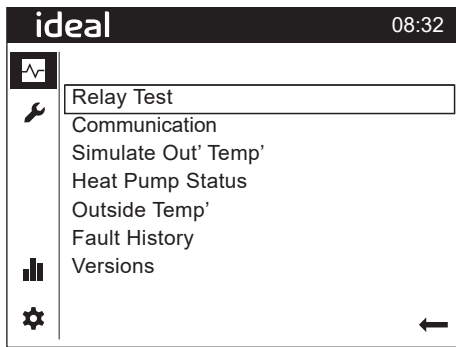 ideal 08:32
Relay Test
Communication
Simulate Out' Temp'
Heat Pump Status
Outside Temp'
Fault History
Versions